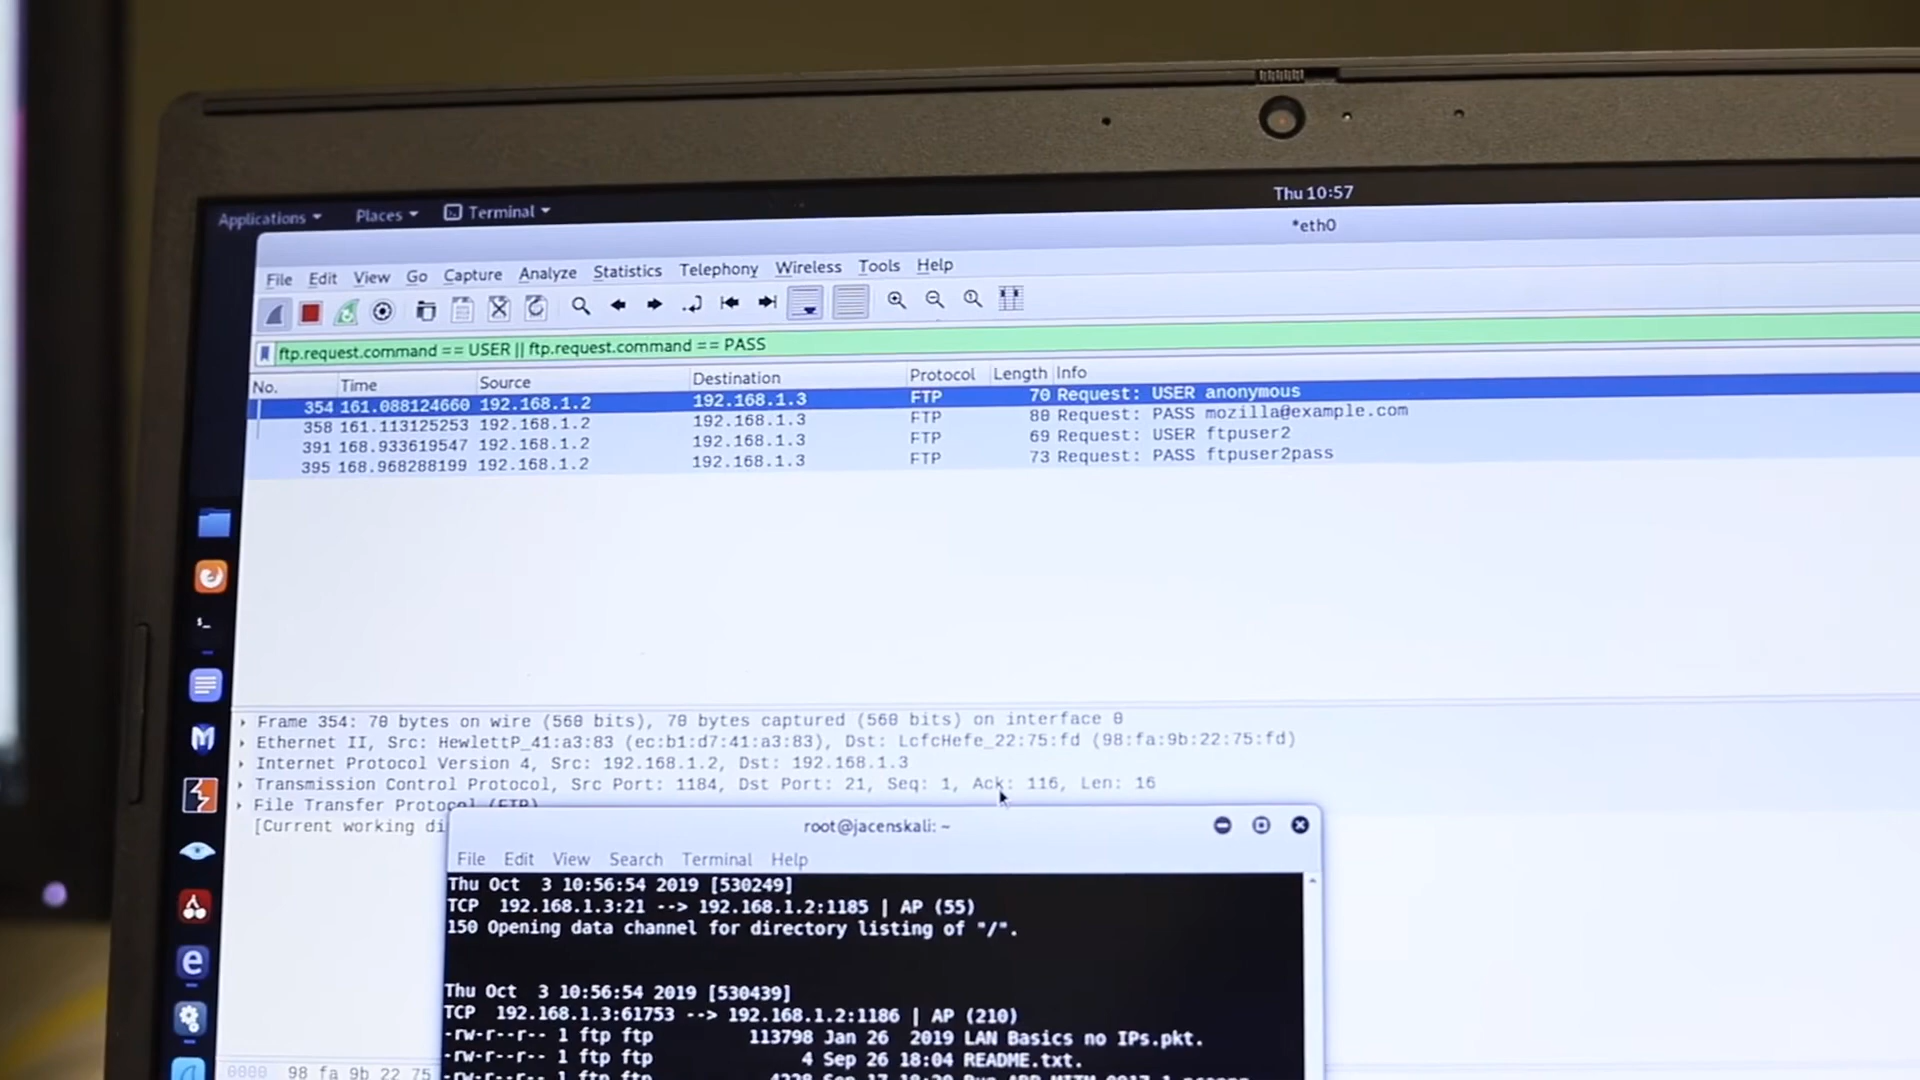 Thu 10:57
Applications Places Terminal
*eth0
File Edit View Go Capture Analyze Statistics Telephony Wireless Tools Help
ftp.request.command == USER || ftp.request.command == PASS
No. Time Source Destination Protocol Length Info
354 161.088124660 192.168.1.2 192.168.1.3 FTP 70 Request: USER anonymous
358 161.113125253 192.168.1.2 192.168.1.3 FTP 80 Request: PASS mozilla@example.com
391 168.933619547 192.168.1.2 192.168.1.3 FTP 69 Request: USER ftpuser2
395 168.968288199 192.168.1.2 192.168.1.3 FTP 73 Request: PASS ftpuser2pass
Frame 354: 70 bytes on wire (560 bits), 70 bytes captured (560 bits) on interface 0
Ethernet II, Src: HewlettP_41:a3:83 (ec:b1:d7:41:a3:83), Dst: LcfcHefe_22:75:fd (98:fa:9b:22:75:fd)
Internet Protocol Version 4, Src: 192.168.1.2, Dst: 192.168.1.3
Transmission Control Protocol, Src Port: 1184, Dst Port: 21, Seq: 1, Ack: 116, Len: 16
File Transfer Protocol (FTP)
[Current working di
root@jacenskali: ~
File Edit View Search Terminal Help
Thu Oct 3 10:56:54 2019 [530249]
TCP 192.168.1.3:21 --> 192.168.1.2:1185 | AP (55)
150 Opening data channel for directory listing of "/".
Thu Oct 3 10:56:54 2019 [530439]
TCP 192.168.1.3:61753 --> 192.168.1.2:1186 | AP (210)
-rw-r--r-- 1 ftp ftp 113798 Jan 26 2019 LAN Basics no IPs.pkt.
-rw-r--r-- 1 ftp ftp 4 Sep 26 18:04 README.txt.
-rw-r--r-- 1 ftp ftp
0000 98 fa 9b 22 75